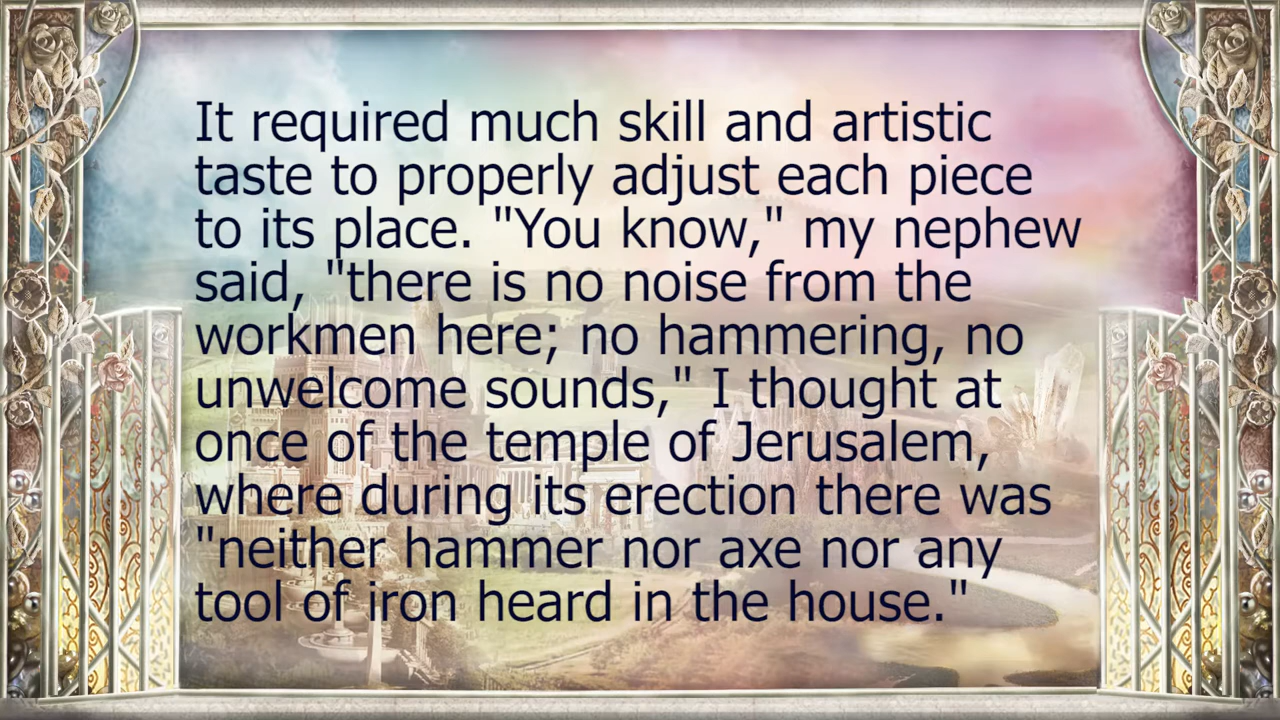 It required much skill and artistic
taste to properly adjust each piece
to its place. "You know," my nephew
said, "there is no noise from the
workmen here; no hammering, no
unwelcome sounds," I thought at
once of the temple of Jerusalem,
where during its erection there was
"neither hammer nor axe nor any
tool of iron heard in the house."